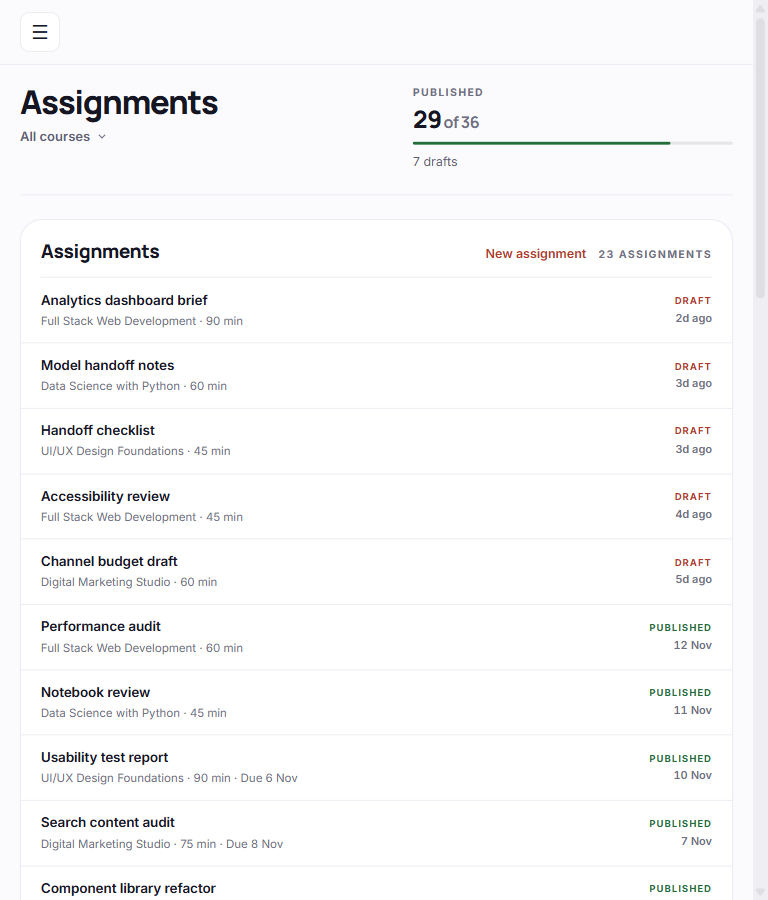 Assignments
All courses
PUBLISHED
29 of 36
7 drafts
Assignments
New assignment 23 ASSIGNMENTS
Analytics dashboard brief
DRAFT
Full Stack Web Development · 90 min
2d ago
Model handoff notes
DRAFT
Data Science with Python · 60 min
3d ago
Handoff checklist
DRAFT
UI/UX Design Foundations · 45 min
3d ago
Accessibility review
DRAFT
Full Stack Web Development · 45 min
4d ago
Channel budget draft
DRAFT
Digital Marketing Studio · 60 min
5d ago
Performance audit
PUBLISHED
Full Stack Web Development · 60 min
12 Nov
Notebook review
PUBLISHED
Data Science with Python · 45 min
11 Nov
Usability test report
PUBLISHED
UI/UX Design Foundations · 90 min · Due 6 Nov
10 Nov
Search content audit
PUBLISHED
Digital Marketing Studio · 75 min · Due 8 Nov
7 Nov
Component library refactor
PUBLISHED